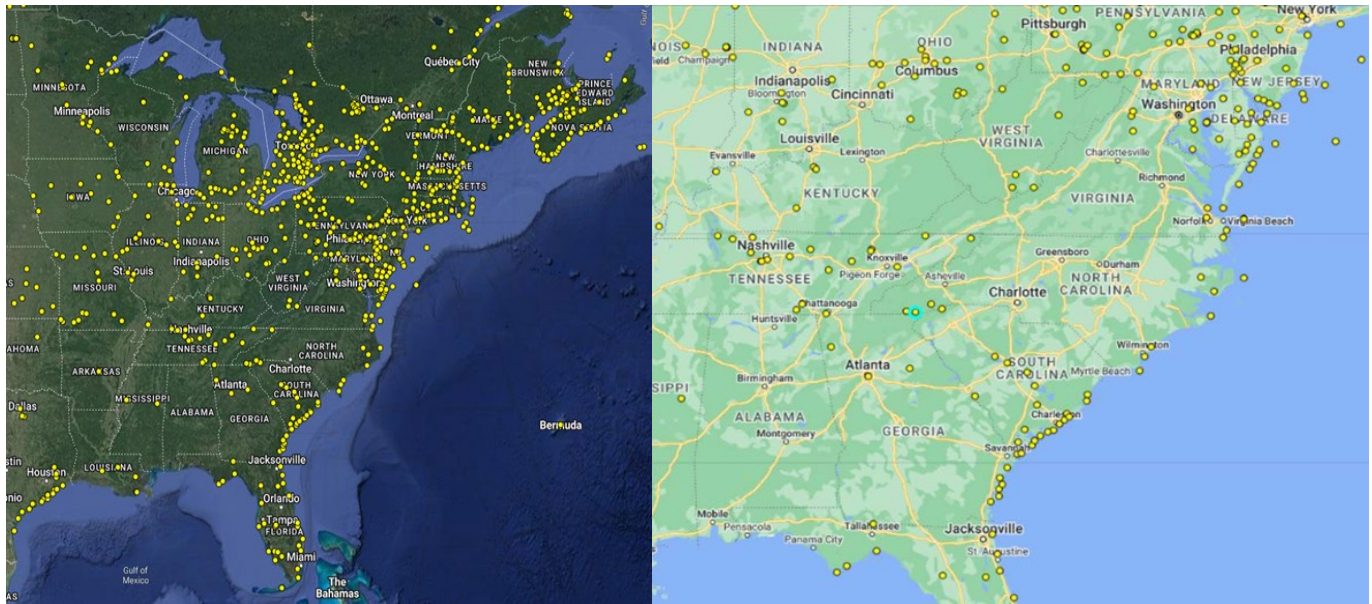 Québec City
Gulf
MINNESOTA
NEW
BRUNSWICK
PRINCE
EDWARD
ISLAND
Ottawa
Montreal
Minneapolis
MAINE
NOVA SCOTIA
WISCONSIN
VERMONT
MICHIGAN
NEW
HAMPSHIRE
NEW YORK
MASSACHUSETTS
Chicago
IOWA
York
PENNSYLVANIA
ILLINOIS
INDIANA
OHIO
Indianapolis
MARYLAND
St. Louis
WEST
VIRGINIA
Washington
MISSOURI
KENTUCKY
VIRGINIA
Nashville
TENNESSEE
NORTH
CAROLINA
Charlotte
ARKANSAS
Atlanta
SOUTH
CAROLINA
Dallas
MISSISSIPPI
ALABAMA
GEORGIA
Bermuda
Jacksonville
LOUISIANA
Houston
Orlando
Tampa
FLORIDA
Miami
Gulf of
Mexico
The
Bahamas
PENNSYLVANIA
New York
Pittsburgh
OHIO
INDIANA
Champaign
Columbus
Philadelphia
Indianapolis
MARYLAND
NEW JERSEY
Bloomington
Cincinnati
Washington
DELAWARE
Louisville
WEST
VIRGINIA
Evansville
Lexington
Charlottesville
Richmond
KENTUCKY
VIRGINIA
Norfolk
Virginia Beach
Nashville
Greensboro
Knoxville
Durham
TENNESSEE
Pigeon Forge
Asheville
NORTH
CAROLINA
Charlotte
Chattanooga
Huntsville
Wilmington
Atlanta
SOUTH
CAROLINA
Myrtle Beach
Birmingham
ALABAMA
Charleston
GEORGIA
Montgomery
Savannah
Mobile
Pensacola
Tallahassee
Jacksonville
Panama City
St. Augustine